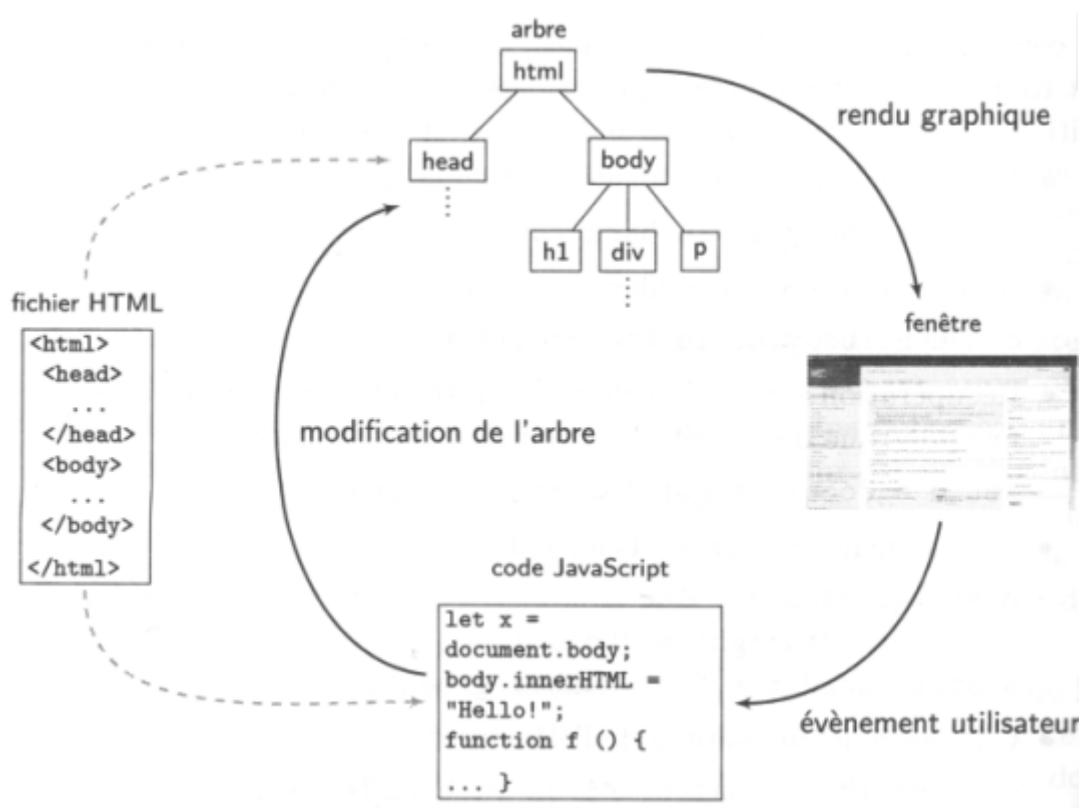 arbre
html
rendu graphique
head
body
h1
div
p
fichier HTML
<html>
<head>
...
</head>
<body>
...
</body>
</html>
fenêtre
modification de l'arbre
code JavaScript
let x =
document.body;
body.innerHTML =
"Hello!";
function f () {
... }
évènement utilisateur